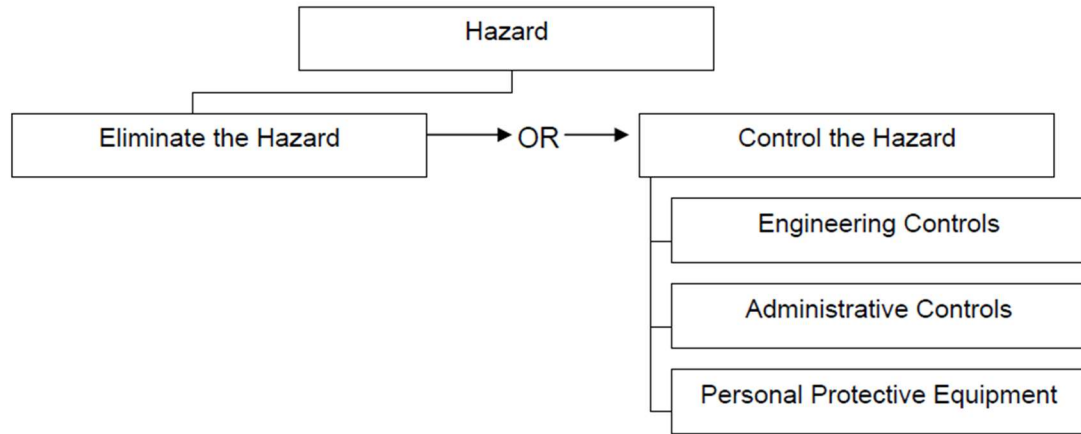 Hazard
Eliminate the Hazard
OR
Control the Hazard
Engineering Controls
Administrative Controls
Personal Protective Equipment